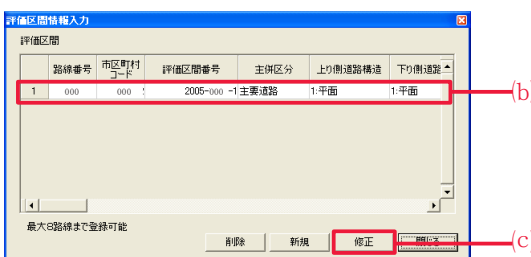 評価区間情報入力
評価区間
路線番号 市区町村コード 評価区間番号 主併区分 上り側道路構造 下り側道路
1 000 000 2005-000 -1 主要道路 1:平面 1:平面
(b
最大8路線まで登録可能
削除 新規 修正 閉じる
(c